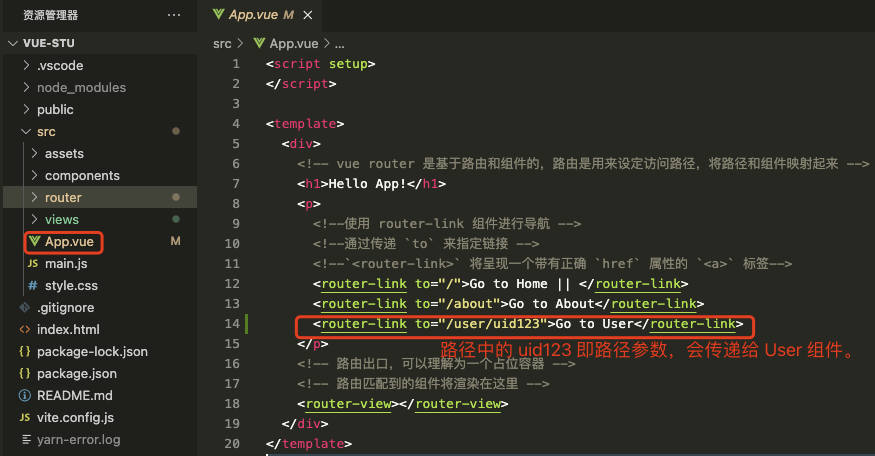 资源管理器
···
App.vue M ×
VUE-STU
src > App.vue > ...
.vscode
node_modules
public
src
assets
components
router
views
App.vue M
JS main.js
# style.css
.gitignore
<> index.html
{} package-lock.json
{} package.json
README.md
JS vite.config.js
yarn-error.log
1 <script setup>
2 </script>
3
4 <template>
5 <div>
6 <!-- vue router 是基于路由和组件的，路由是用来设定访问路径，将路径和组件映射起来 -->
7 <h1>Hello App!</h1>
8 <p>
9 <!--使用 router-link 组件进行导航 -->
10 <!--通过传递 `to` 来指定链接 -->
11 <!--`<router-link>` 将呈现一个带有正确 `href` 属性的 `<a>` 标签-->
12 <router-link to="/">Go to Home || </router-link>
13 <router-link to="/about">Go to About</router-link>
14 <router-link to="/user/uid123">Go to User</router-link>
15 </p>
路径中的 uid123 即路径参数，会传递给 User 组件。
16 <!-- 路由出口，可以理解为一个占位容器 -->
17 <!-- 路由匹配到的组件将渲染在这里 -->
18 <router-view></router-view>
19 </div>
20 </template>